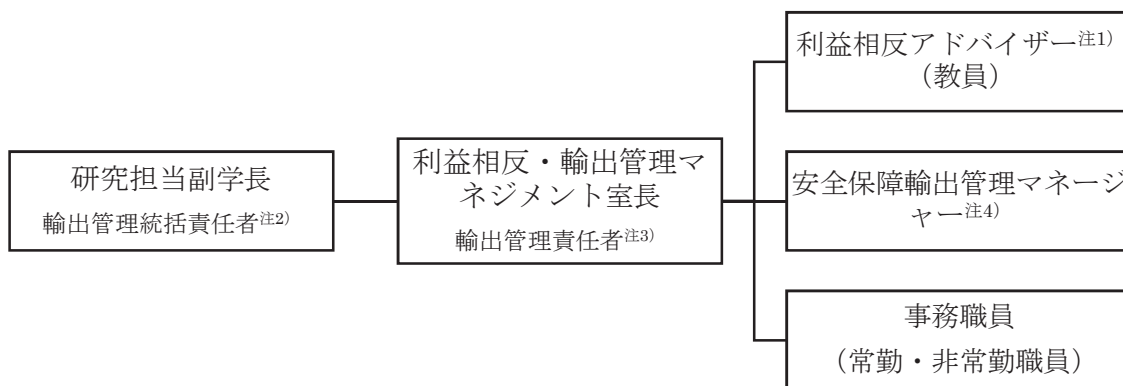 利益相反アドバイザー注1)
（教員）
研究担当副学長
輸出管理統括責任者注2)
利益相反・輸出管理マ
ネジメント室長
輸出管理責任者注3)
安全保障輸出管理マネージ
ャー注4)
事務職員
（常勤・非常勤職員）